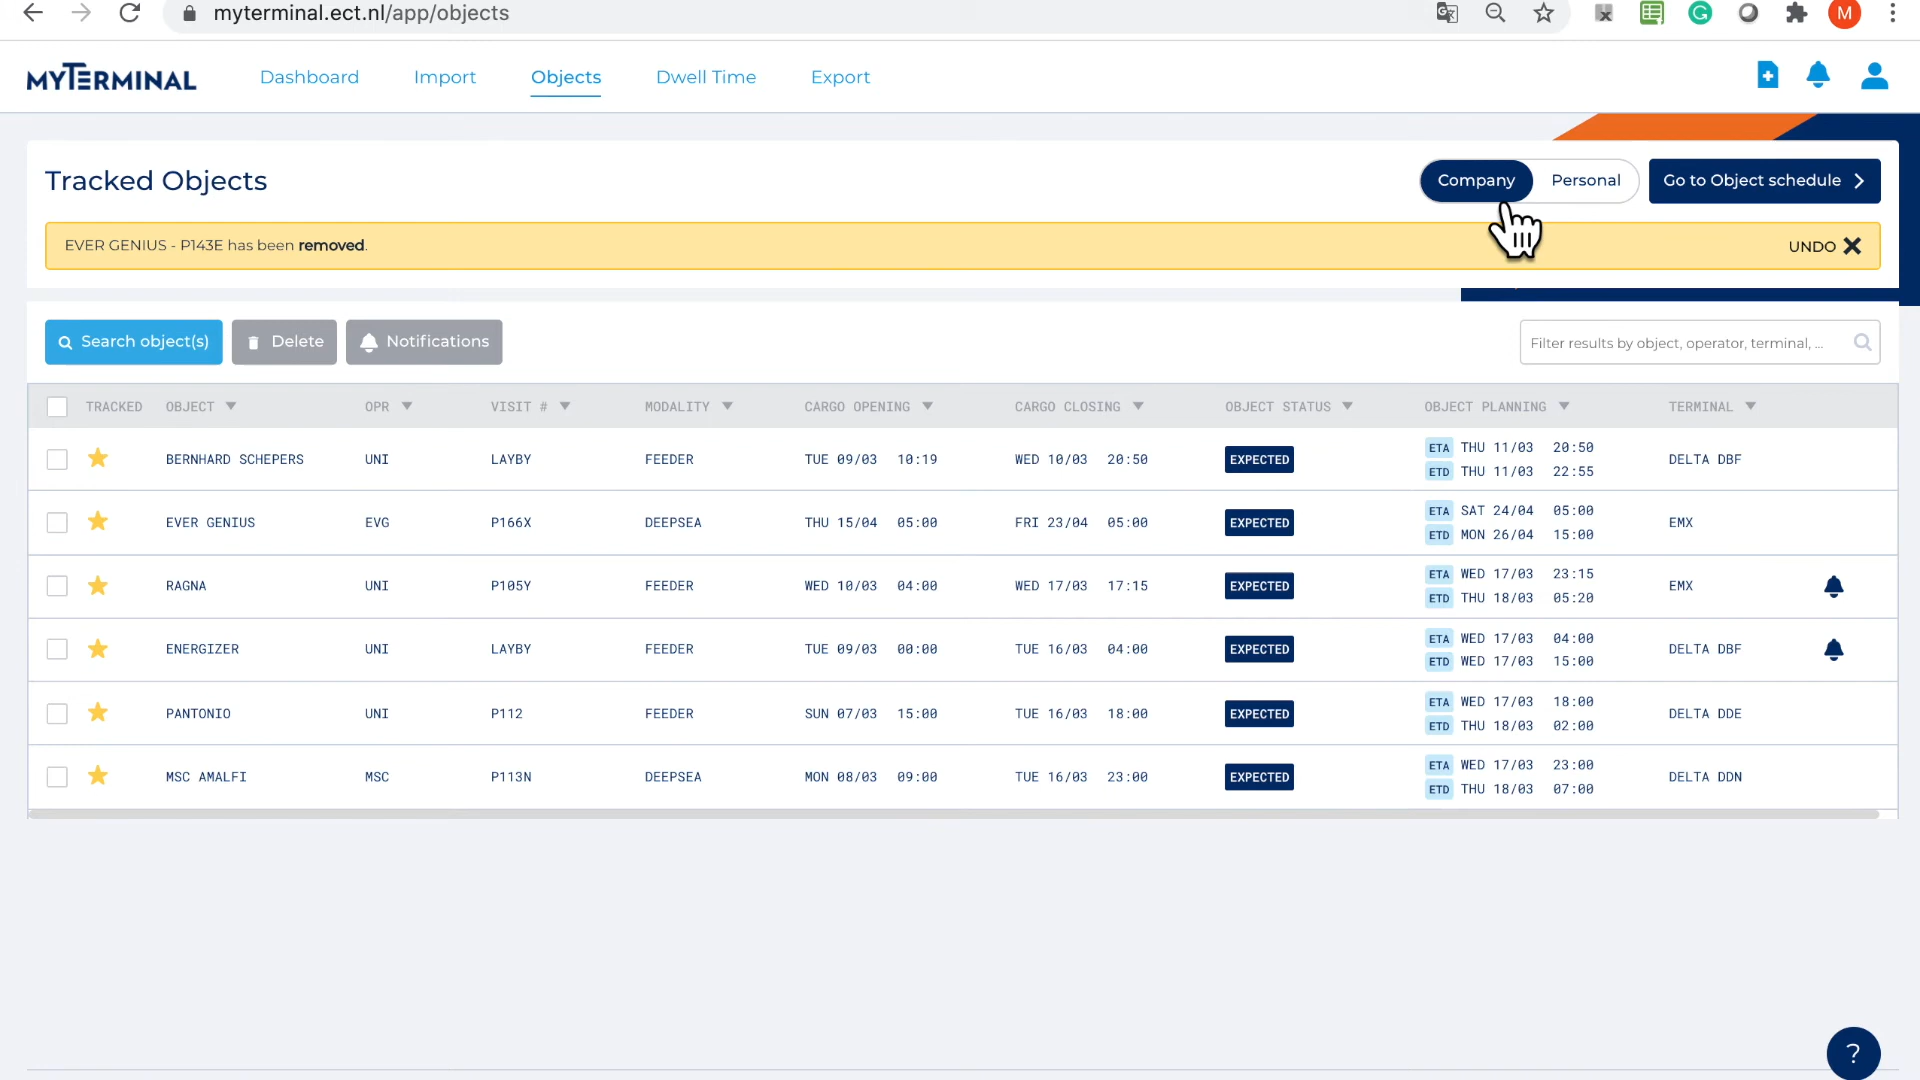 myterminal.ect.nl/app/objects
M
MYTERMINAL Dashboard Import Objects Dwell Time Export
Tracked Objects Company Personal Go to Object schedule
EVER GENIUS - P143E has been removed. UNDO
Search object(s) Delete Notifications Filter results by object, operator, terminal, ...
TRACKED OBJECT OPR VISIT # MODALITY CARGO OPENING CARGO CLOSING OBJECT STATUS OBJECT PLANNING TERMINAL
BERNHARD SCHEPERS UNI LAYBY FEEDER TUE 09/03 10:19 WED 10/03 20:50 EXPECTED ETA THU 11/03 20:50 DELTA DBF
ETD THU 11/03 22:55
EVER GENIUS EVG P166X DEEPSEA THU 15/04 05:00 FRI 23/04 05:00 EXPECTED ETA SAT 24/04 05:00 EMX
ETD MON 26/04 15:00
RAGNA UNI P105Y FEEDER WED 10/03 04:00 WED 17/03 17:15 EXPECTED ETA WED 17/03 23:15 EMX
ETD THU 18/03 05:20
ENERGIZER UNI LAYBY FEEDER TUE 09/03 00:00 TUE 16/03 04:00 EXPECTED ETA WED 17/03 04:00 DELTA DBF
ETD WED 17/03 15:00
PANTONIO UNI P112 FEEDER SUN 07/03 15:00 TUE 16/03 18:00 EXPECTED ETA WED 17/03 18:00 DELTA DDE
ETD THU 18/03 02:00
MSC AMALFI MSC P113N DEEPSEA MON 08/03 09:00 TUE 16/03 23:00 EXPECTED ETA WED 17/03 23:00 DELTA DDN
ETD THU 18/03 07:00
?